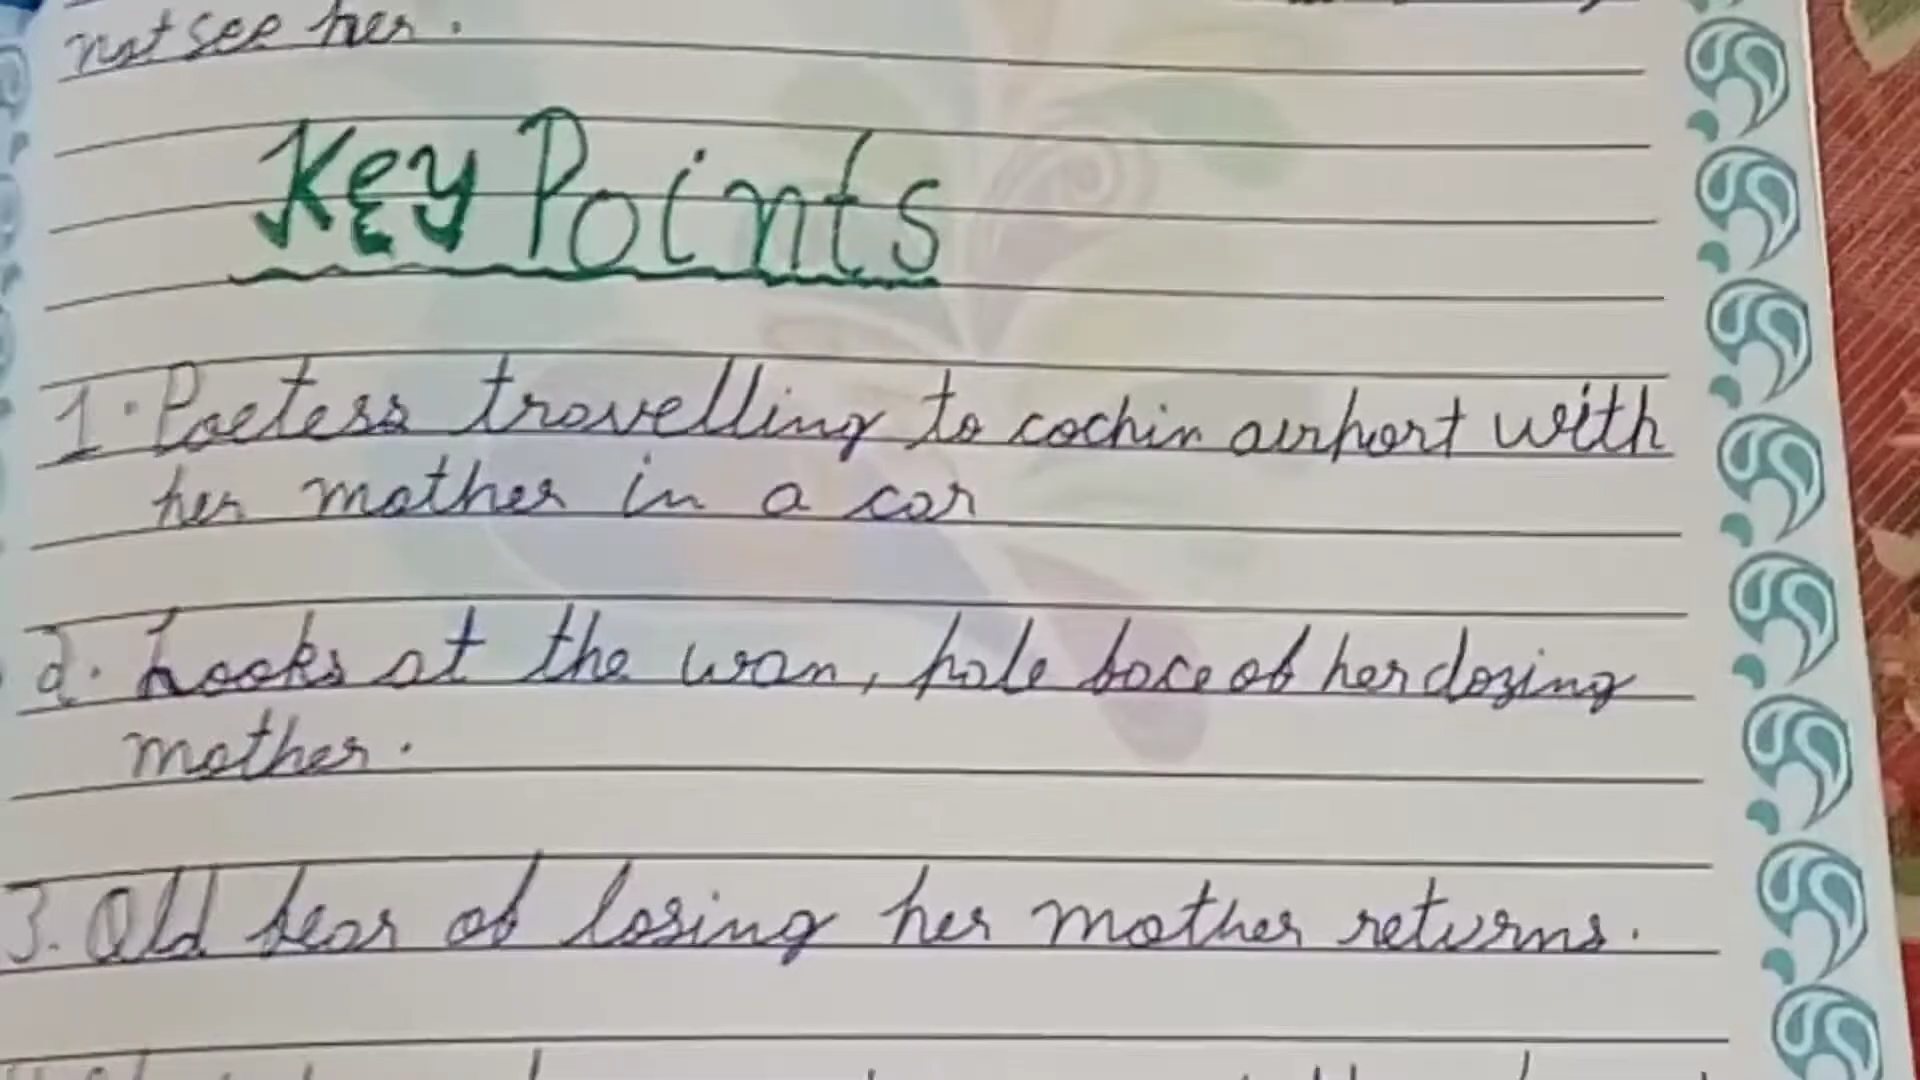 not see her.
Key Points
1. Poetess travelling to cochin airport with
her mother in a car
2. Looks at the wan, pale face of her dozing
mother.
3. Old fear of losing her mother returns.